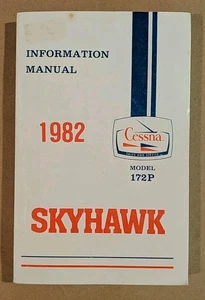 INFORMATION
MANUAL
1982
Cessna
MODEL
172P
SKYHAWK